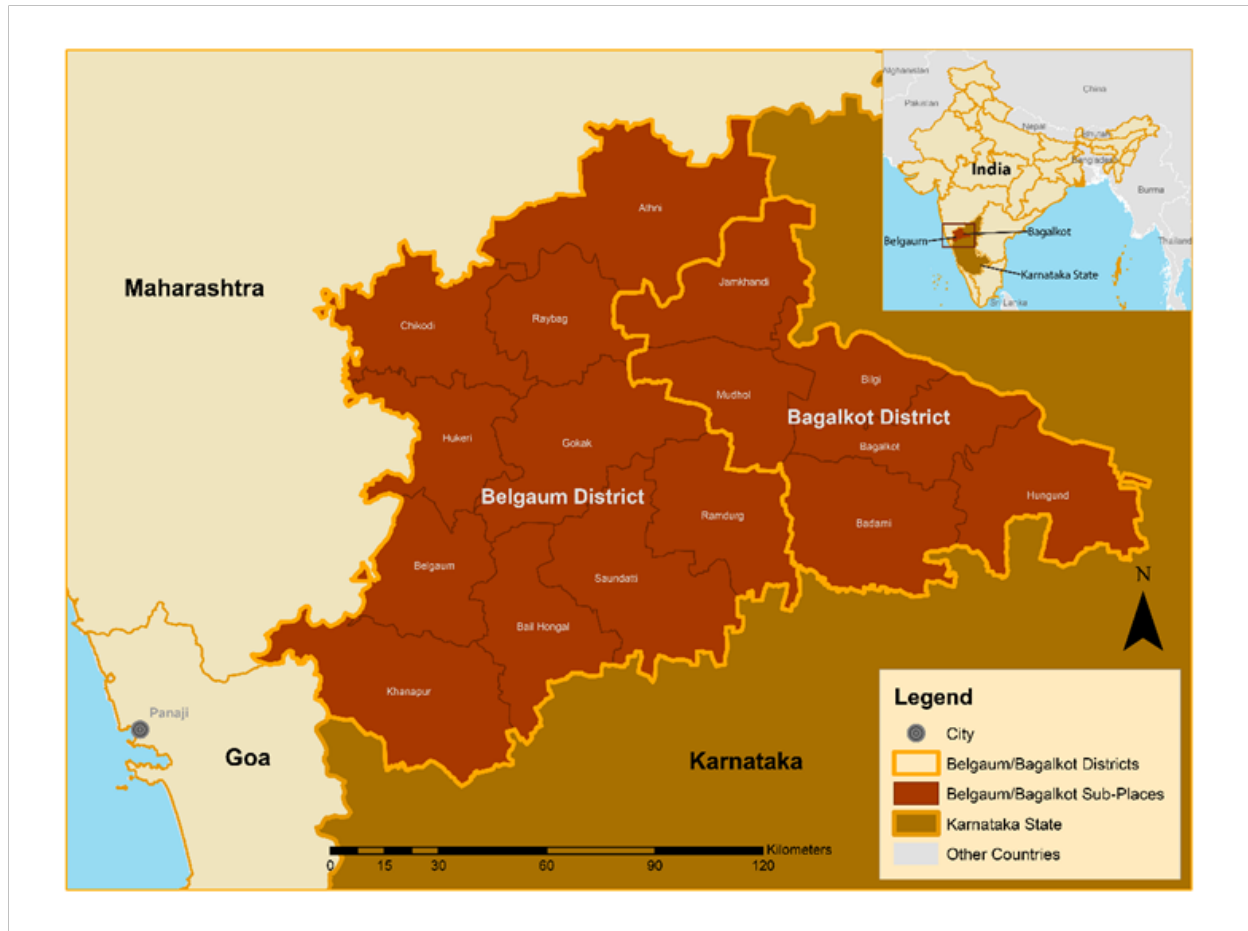 Afghanistan
China
Pakistan
Nepal
Bhutan
Bangladesh
India
Burma
Belgaum
Bagalkot
Thailand
Karnataka State
Sri Lanka
Athni
Maharashtra
Jamkhandi
Chikodi
Raybag
Mudhol
Bilgi
Bagalkot District
Hukeri
Gokak
Bagalkot
Belgaum District
Hungund
Ramdurg
Badami
Belgaum
Saundatti
N
Bail Hongal
Khanapur
Panaji
Goa
Karnataka
Legend
City
Belgaum/Bagalkot Districts
Belgaum/Bagalkot Sub-Places
Karnataka State
Other Countries
Kilometers
0 15 30 60 90 120